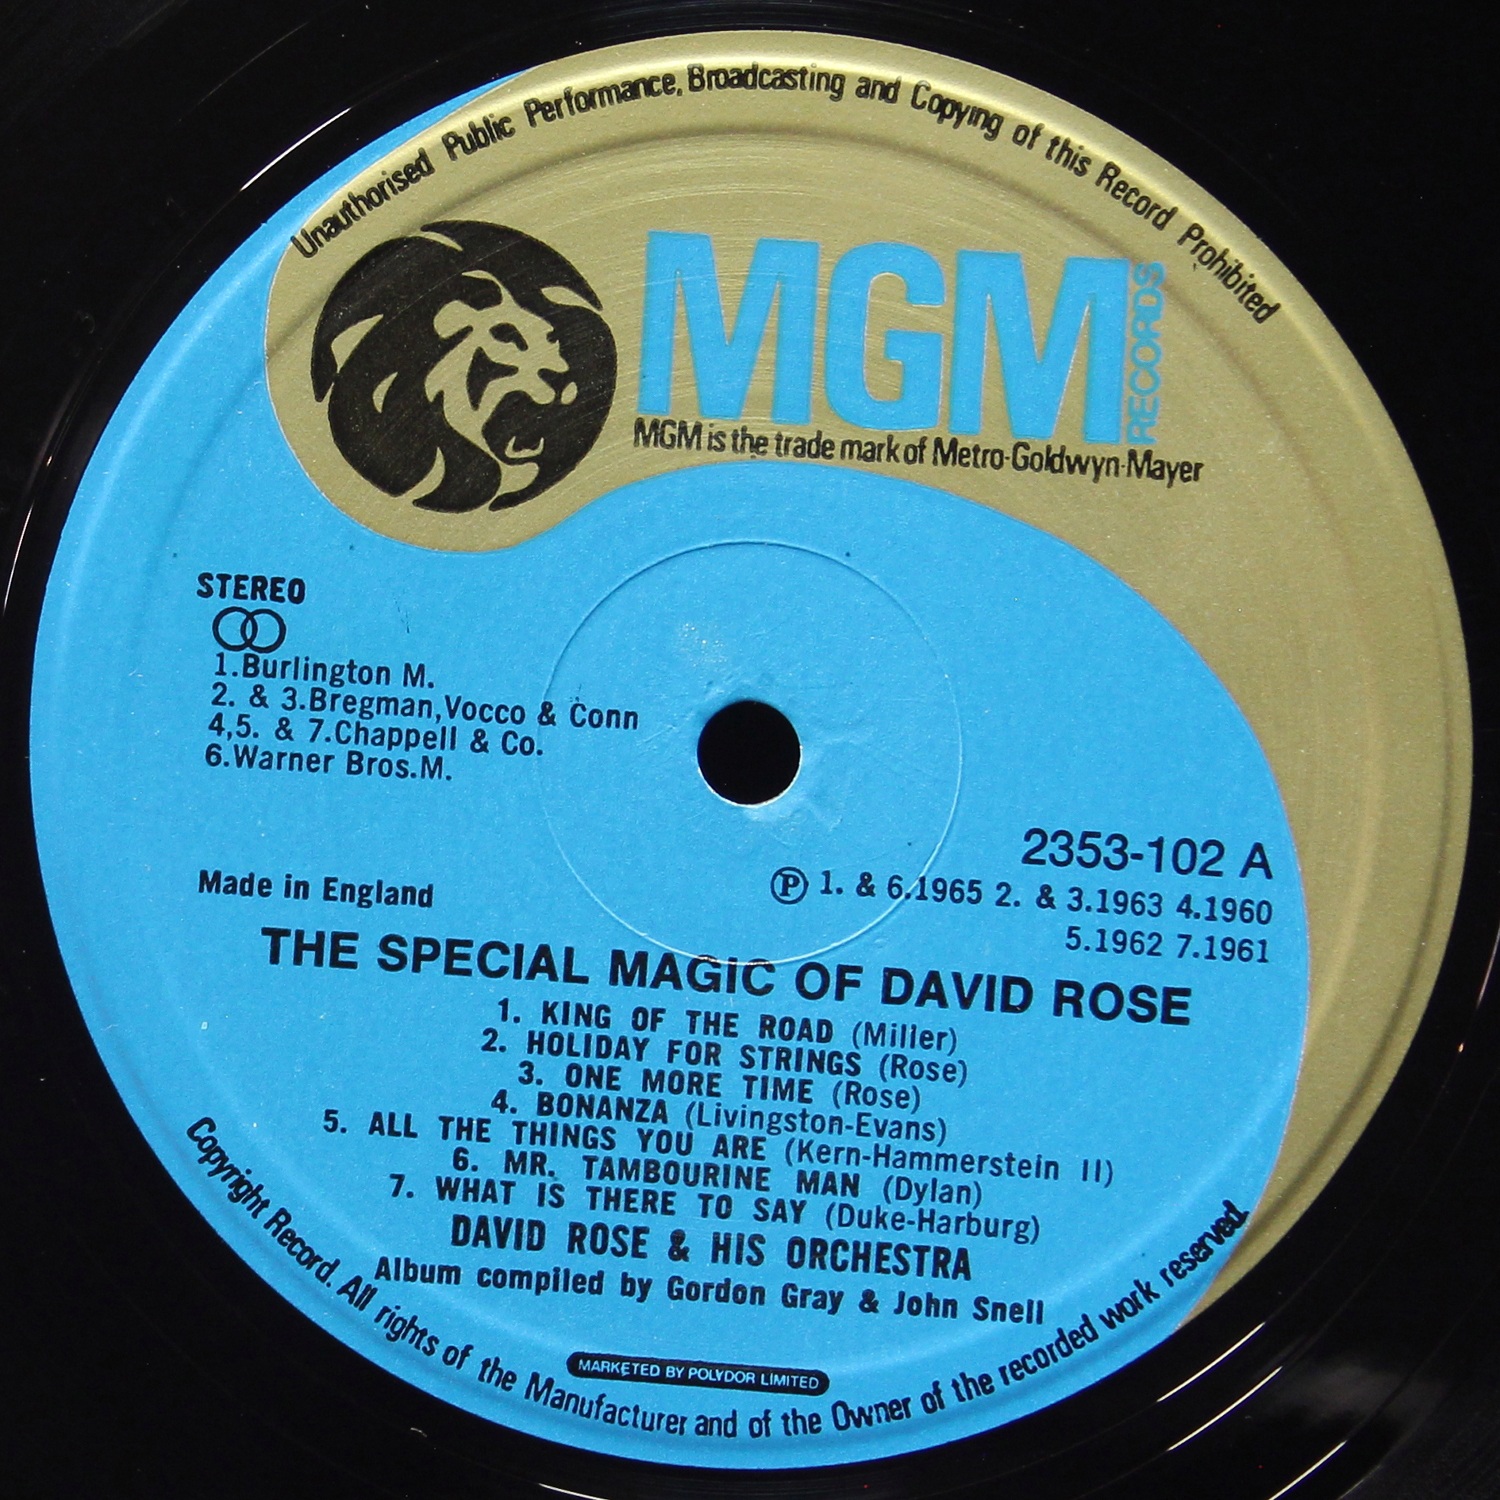 Unauthorised Public Performance, Broadcasting and Copying of this Record Prohibited
MGM
RECORDS
MGM is the trade mark of Metro-Goldwyn-Mayer
STEREO
1.Burlington M.
2. & 3.Bregman,Vocco & Conn
4,5. & 7.Chappell & Co.
6.Warner Bros.M.
2353-102 A
Ⓟ 1. & 6.1965 2. & 3.1963 4.1960
5.1962 7.1961
Made in England
THE SPECIAL MAGIC OF DAVID ROSE
1. KING OF THE ROAD (Miller)
2. HOLIDAY FOR STRINGS (Rose)
3. ONE MORE TIME (Rose)
4. BONANZA (Livingston-Evans)
5. ALL THE THINGS YOU ARE (Kern-Hammerstein II)
6. MR. TAMBOURINE MAN (Dylan)
7. WHAT IS THERE TO SAY (Duke-Harburg)
DAVID ROSE & HIS ORCHESTRA
Album compiled by Gordon Gray & John Snell
MARKETED BY POLYDOR LIMITED
Copyright Record. All rights of the Manufacturer and of the Owner of the recorded work reserved.